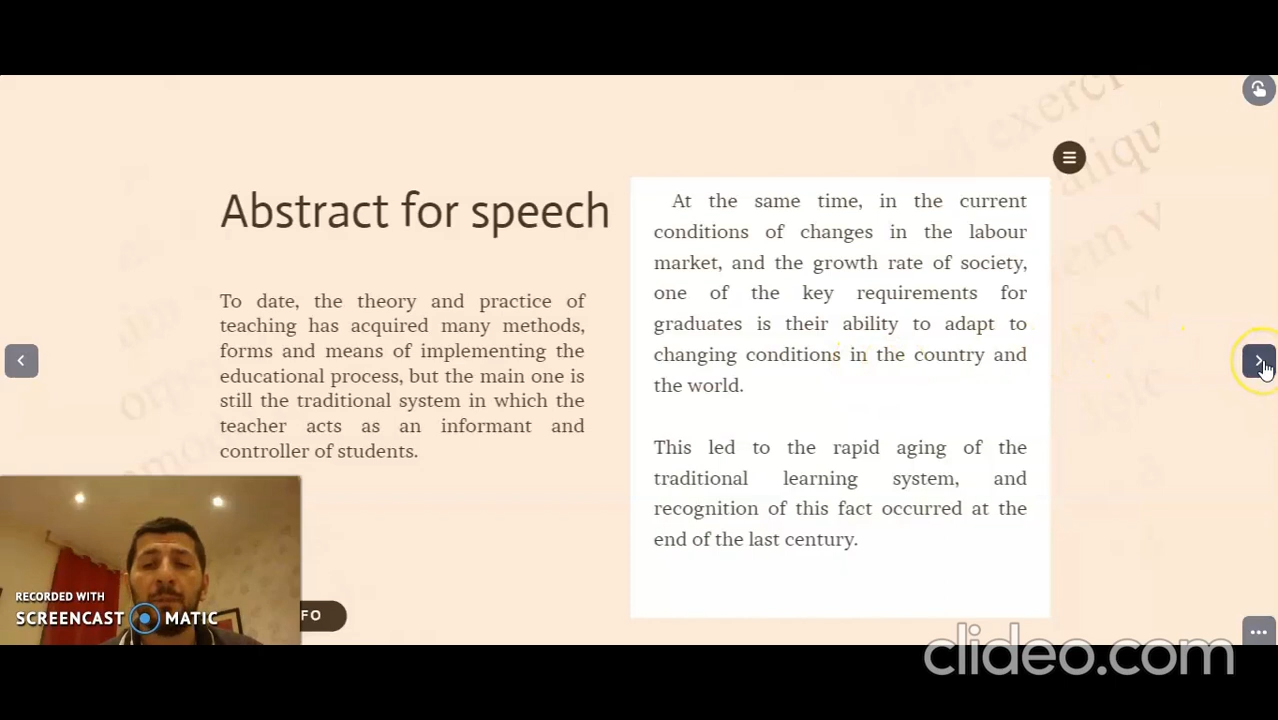 Abstract for speech
To date, the theory and practice of
teaching has acquired many methods,
forms and means of implementing the
educational process, but the main one is
still the traditional system in which the
teacher acts as an informant and
controller of students.
At the same time, in the current
conditions of changes in the labour
market, and the growth rate of society,
one of the key requirements for
graduates is their ability to adapt to
changing conditions in the country and
the world.
This led to the rapid aging of the
traditional learning system, and
recognition of this fact occurred at the
end of the last century.
RECORDED WITH
SCREENCAST MATIC
FO
clideo.com